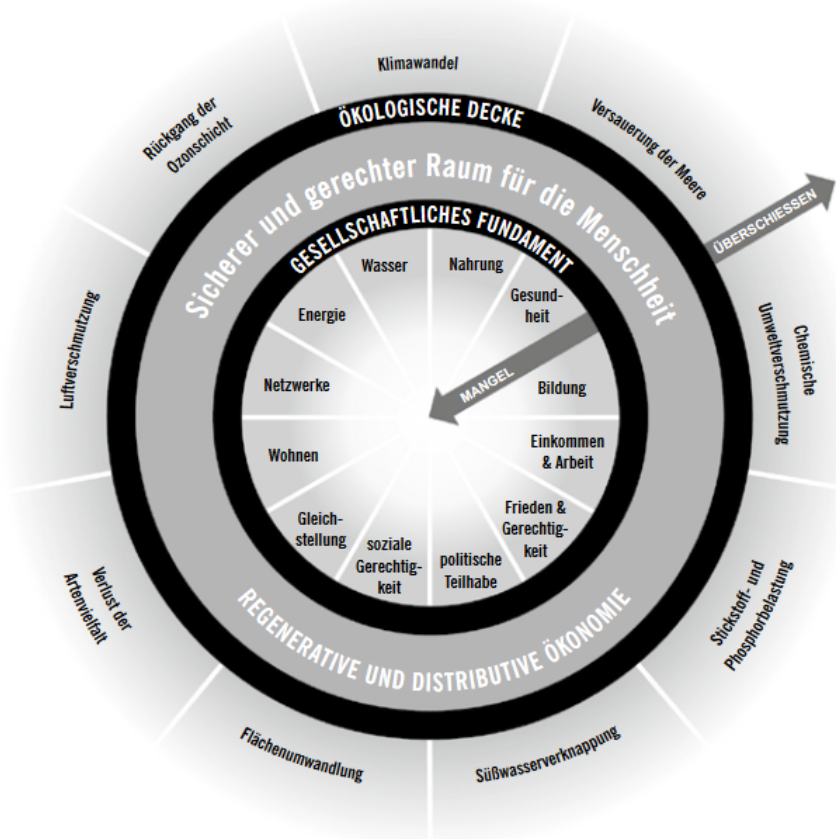 Klimawandel
ÖKOLOGISCHE DECKE
Rückgang der
Ozonschicht
Versauerung der Meere
ÜBERSCHIESSEN
Sicherer und gerechter Raum für die Menschheit
GESELLSCHAFTLICHES FUNDAMENT
Wasser
Nahrung
Energie
Gesund-
heit
Luftverschmutzung
Chemische
Umweltverschmutzung
Netzwerke
MANGEL
Bildung
Wohnen
Einkommen
& Arbeit
Gleich-
stellung
soziale
Gerechtig-
keit
politische
Teilhabe
Frieden &
Gerechtig-
keit
Verlust der
Artenvielfalt
Stickstoff- und
Phosphorbelastung
REGENERATIVE UND DISTRIBUTIVE ÖKONOMIE
Flächenumwandlung
Süßwasserverknappung